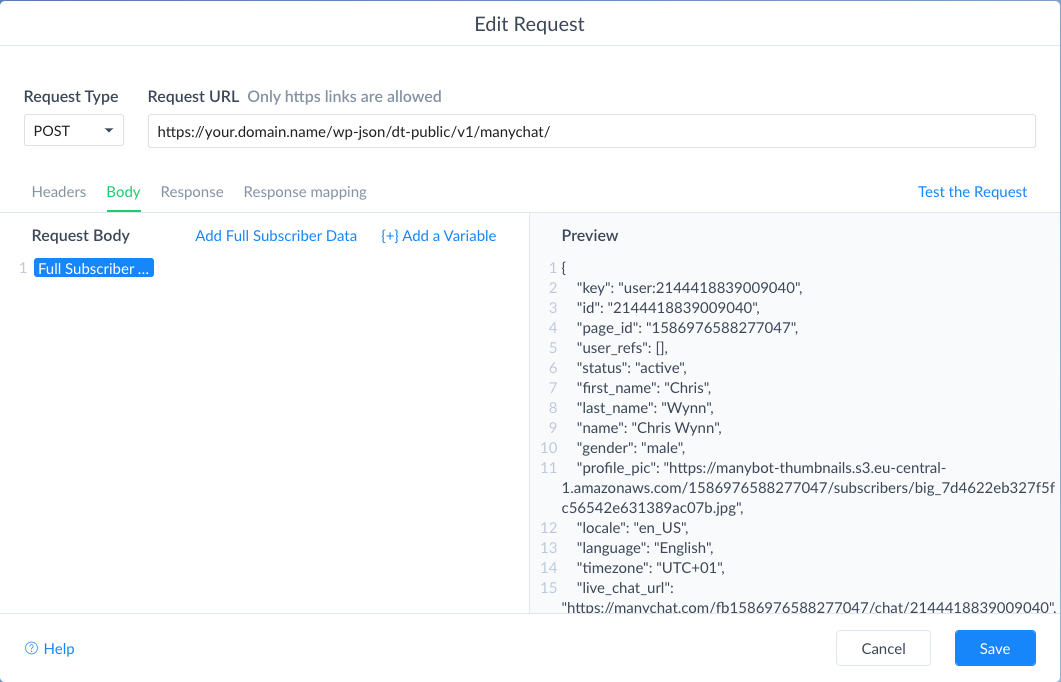 Edit Request
Request Type
Request URL Only https links are allowed
POST
https://your.domain.name/wp-json/dt-public/v1/manychat/
Headers Body Response Response mapping Test the Request
Request Body Add Full Subscriber Data {+} Add a Variable
1 Full Subscriber ...
Preview
1 {
2 "key": "user:2144418839009040",
3 "id": "2144418839009040",
4 "page_id": "1586976588277047",
5 "user_refs": [],
6 "status": "active",
7 "first_name": "Chris",
8 "last_name": "Wynn",
9 "name": "Chris Wynn",
10 "gender": "male",
11 "profile_pic": "https://manybot-thumbnails.s3.eu-central-
1.amazonaws.com/1586976588277047/subscribers/big_7d4622eb327f5f
c56542e631389ac07b.jpg",
12 "locale": "en_US",
13 "language": "English",
14 "timezone": "UTC+01",
15 "live_chat_url":
"https://manychat.com/fb1586976588277047/chat/2144418839009040",
? Help
Cancel
Save